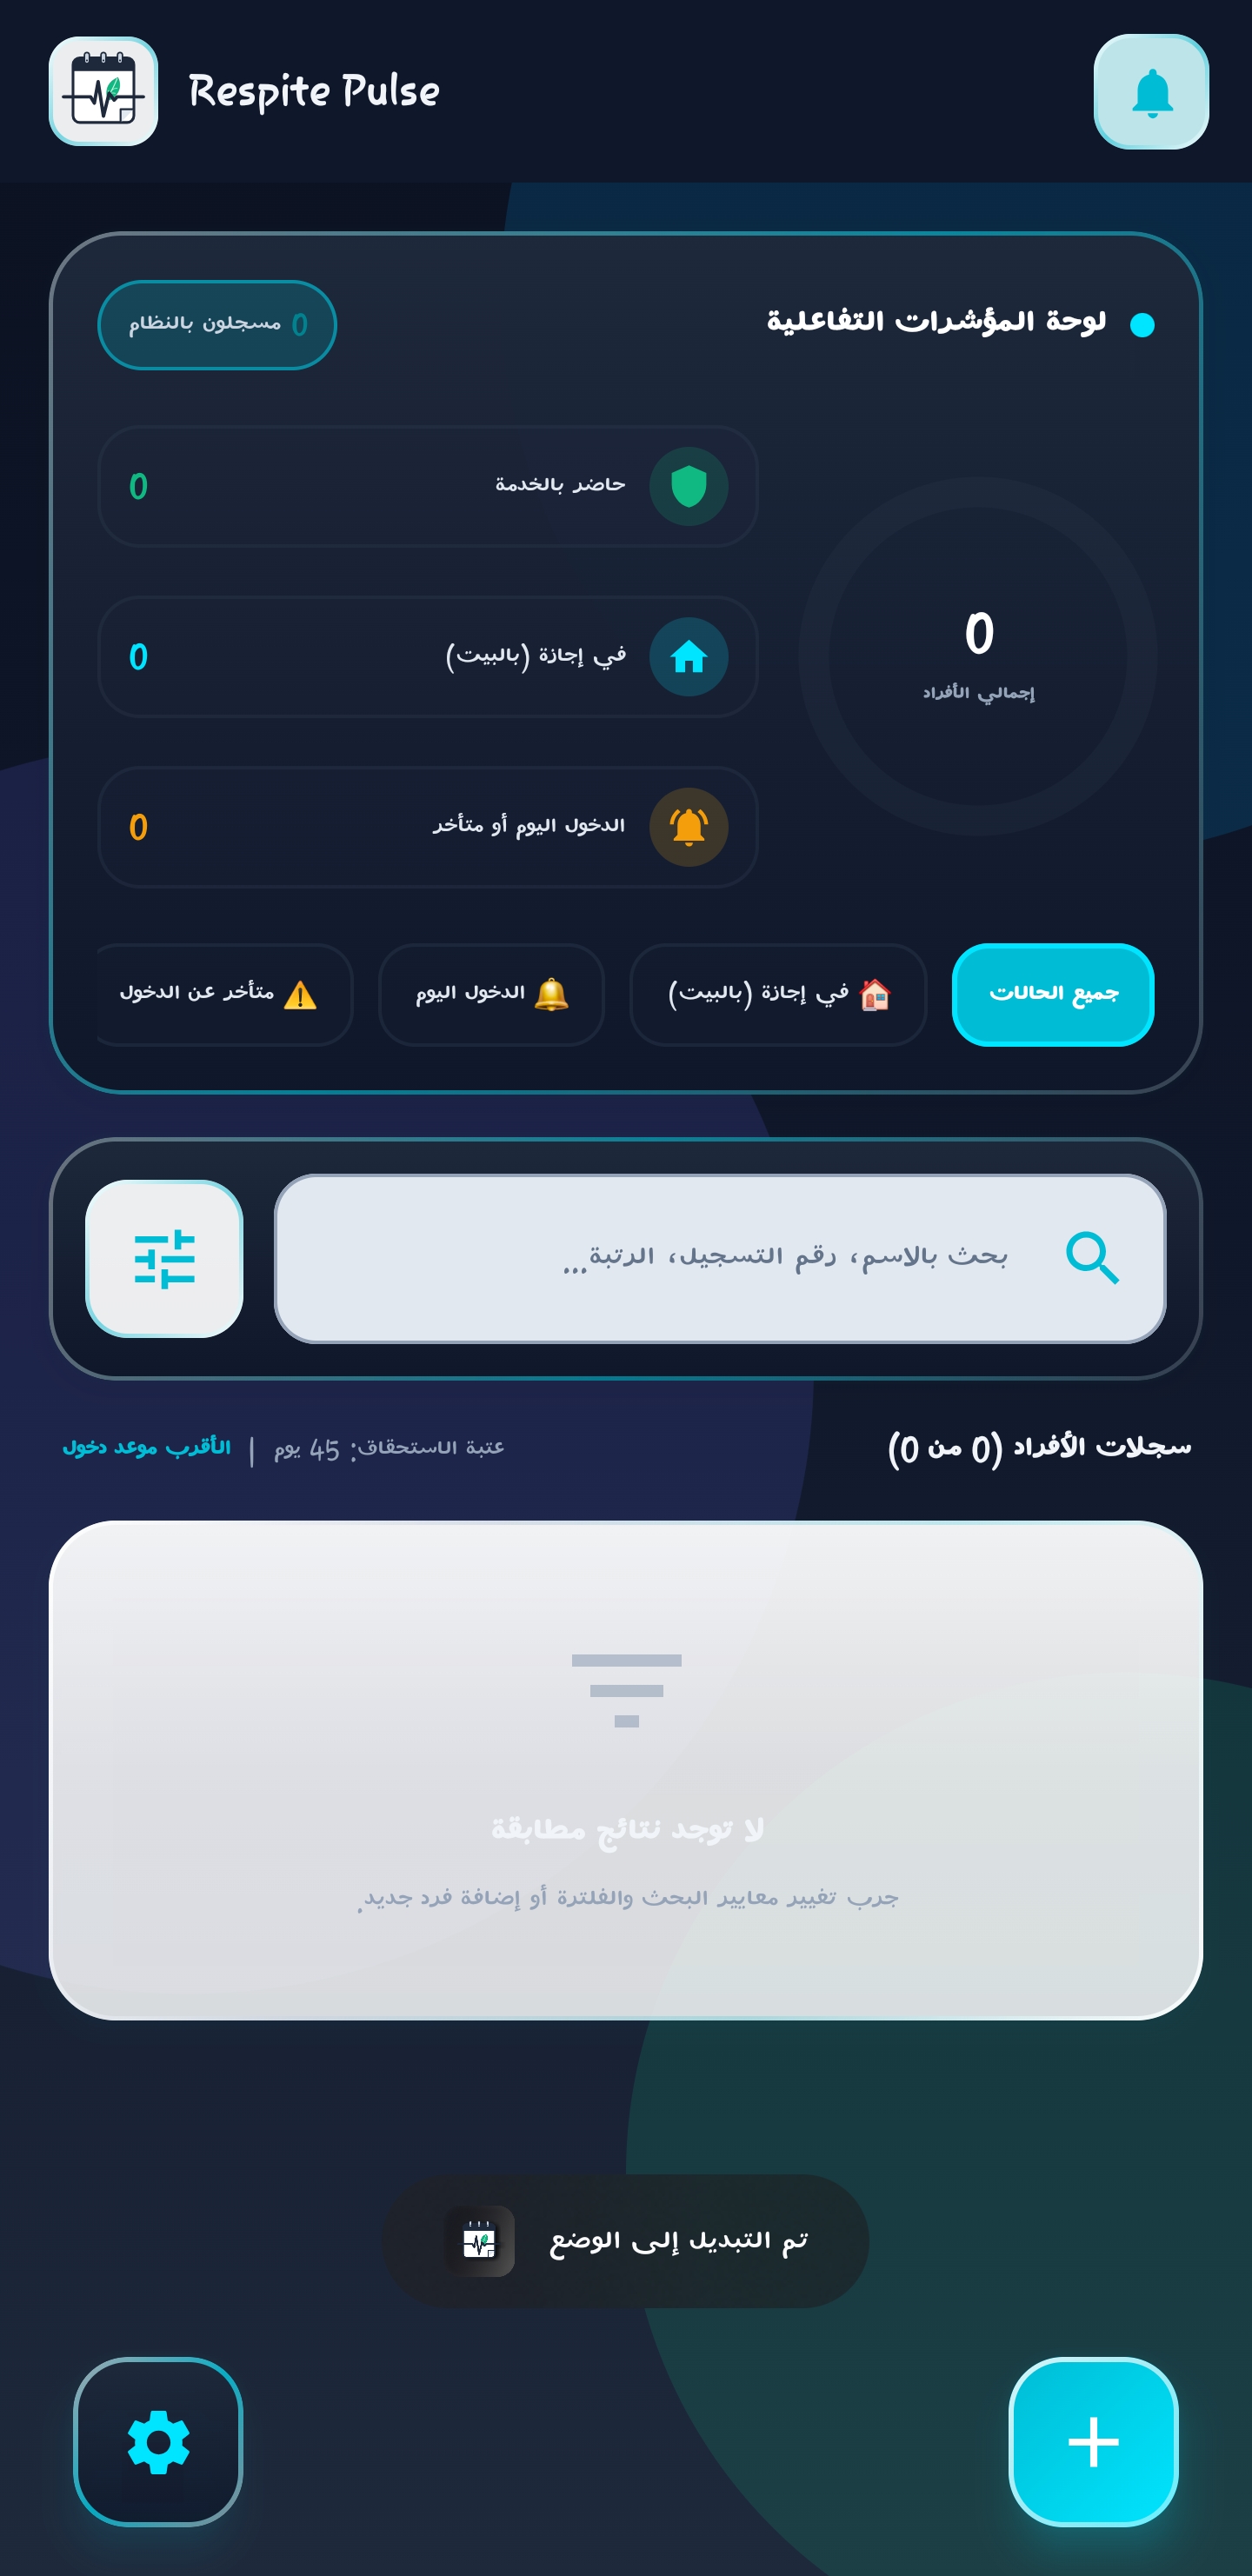 Respite Pulse
لوحة المؤشرات التفاعلية
0 مسجلون بالنظام
حاضر بالخدمة 0
في إجازة (بالبيت) 0
الدخول اليوم أو متأخر 0
0
إجمالي الأفراد
جميع الحالات
🏠 في إجازة (بالبيت)
🔔 الدخول اليوم
⚠️ متأخر عن الدخول
بحث بالاسم، رقم التسجيل، الرتبة...
سجلات الأفراد (0 من 0)
عتبة الاستحقاق: 45 يوم | الأقرب موعد دخول
لا توجد نتائج مطابقة
جرب تغيير معايير البحث والفلترة أو إضافة فرد جديد.
تم التبديل إلى الوضع